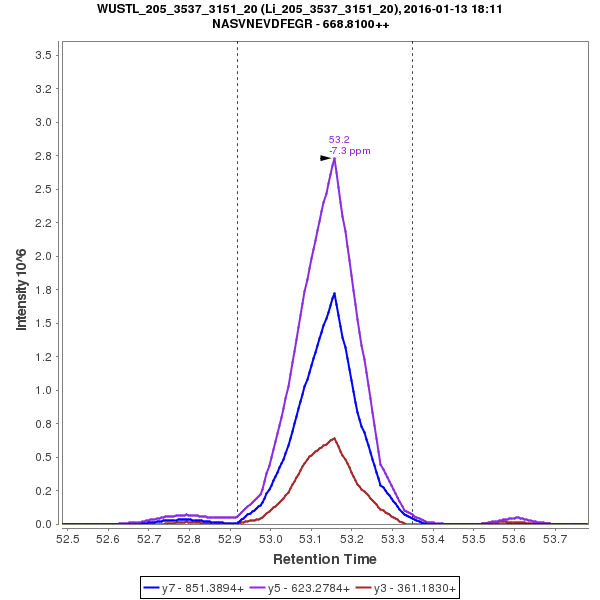 WUSTL_205_3537_3151_20 (Li_205_3537_3151_20), 2016-01-13 18:11
NASVNEVDFEGR - 668.8100++
3.5
3.2
3.0
2.8
2.5
2.2
2.0
1.8
1.5
1.2
1.0
0.8
0.5
0.2
0.0
Intensity 10^6
53.2
-7.3 ppm
52.5 52.6 52.7 52.8 52.9 53.0 53.1 53.2 53.3 53.4 53.5 53.6 53.7
Retention Time
y7 - 851.3894+ y5 - 623.2784+ y3 - 361.1830+